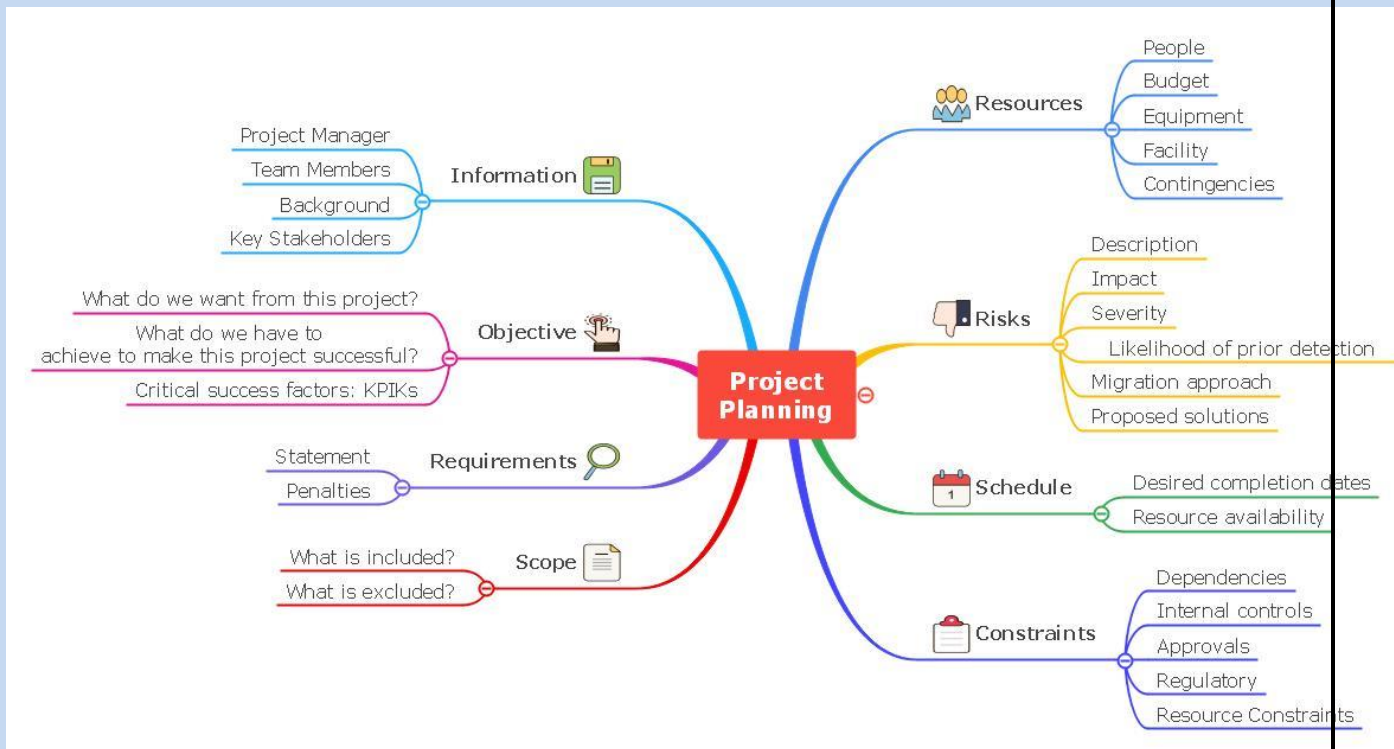 Project
Planning
Information
Project Manager
Team Members
Background
Key Stakeholders
Objective
What do we want from this project?
What do we have to
achieve to make this project successful?
Critical success factors: KPIKs
Requirements
Statement
Penalties
Scope
What is included?
What is excluded?
Resources
People
Budget
Equipment
Facility
Contingencies
Risks
Description
Impact
Severity
Likelihood of prior detection
Migration approach
Proposed solutions
1
Schedule
Desired completion dates
Resource availability
Constraints
Dependencies
Internal controls
Approvals
Regulatory
Resource Constraints